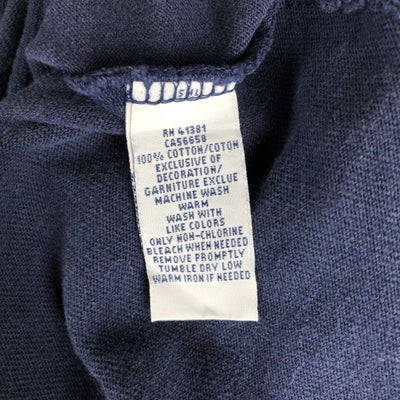 RN 41381
CA56658
100% COTTON/COTON
EXCLUSIVE OF
DECORATION/
GARNITURE EXCLUE
MACHINE WASH
WARM
WASH WITH
LIKE COLORS
ONLY NON-CHLORINE
BLEACH WHEN NEEDED
REMOVE PROMPTLY
TUMBLE DRY LOW
WARM IRON IF NEEDED